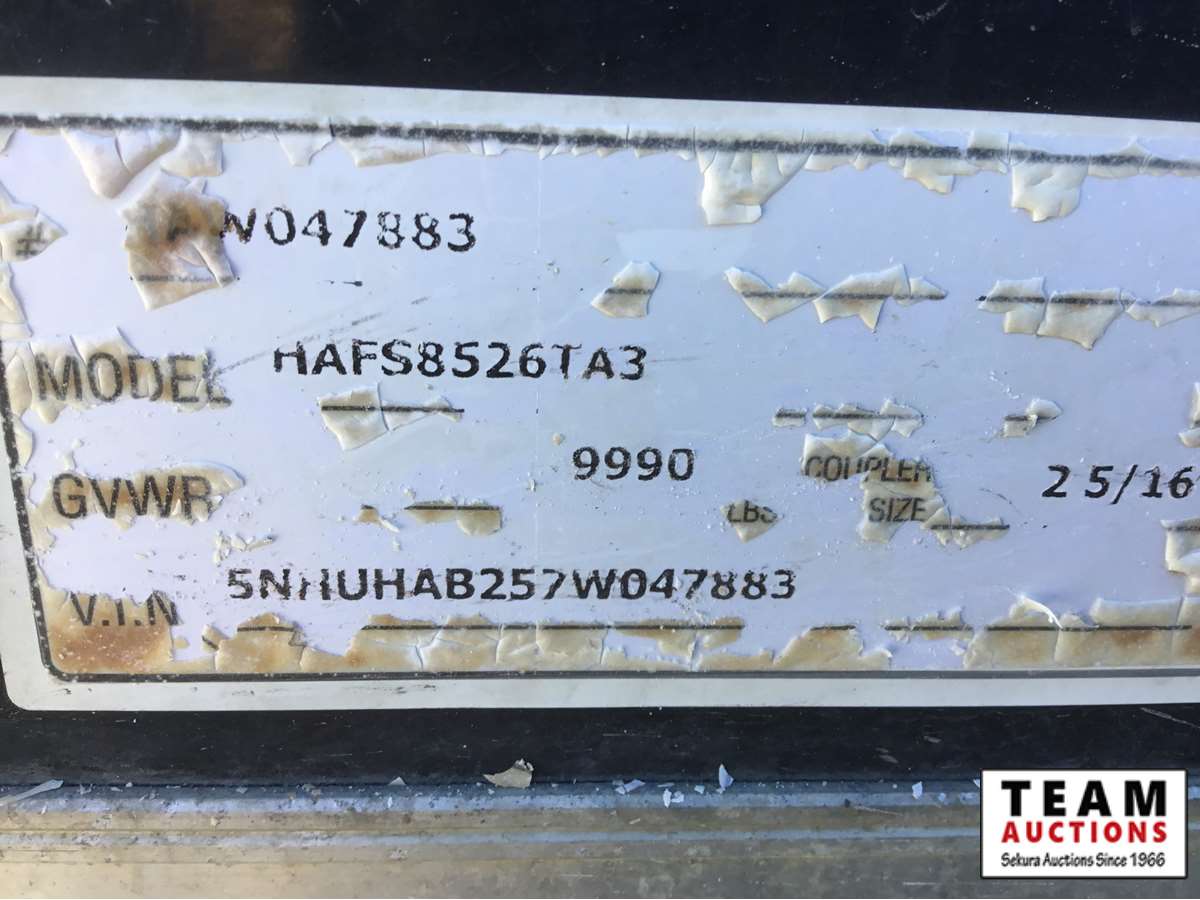 # W047883
MODEL HAFS8526TA3
GVWR 9990 LBS COUPLER SIZE 2 5/16
V.I.N 5NHUHAB257W047883
TEAM
AUCTIONS
Sekura Auctions Since 1966